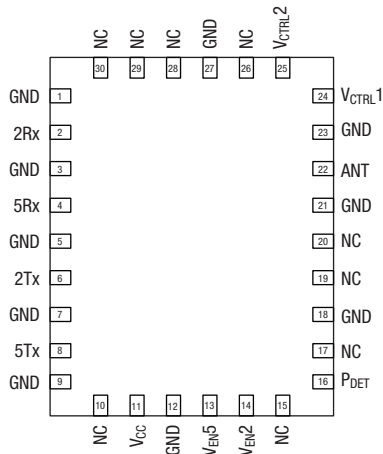 NC NC NC GND NC VCTRL2
30 29 28 27 26 25
GND 1 24 VCTRL1
2Rx 2 23 GND
GND 3 22 ANT
5Rx 4 21 GND
GND 5 20 NC
2Tx 6 19 NC
GND 7 18 GND
5Tx 8 17 NC
GND 9 16 PDET
10 11 12 13 14 15
NC VCC GND VEN5 VEN2 NC